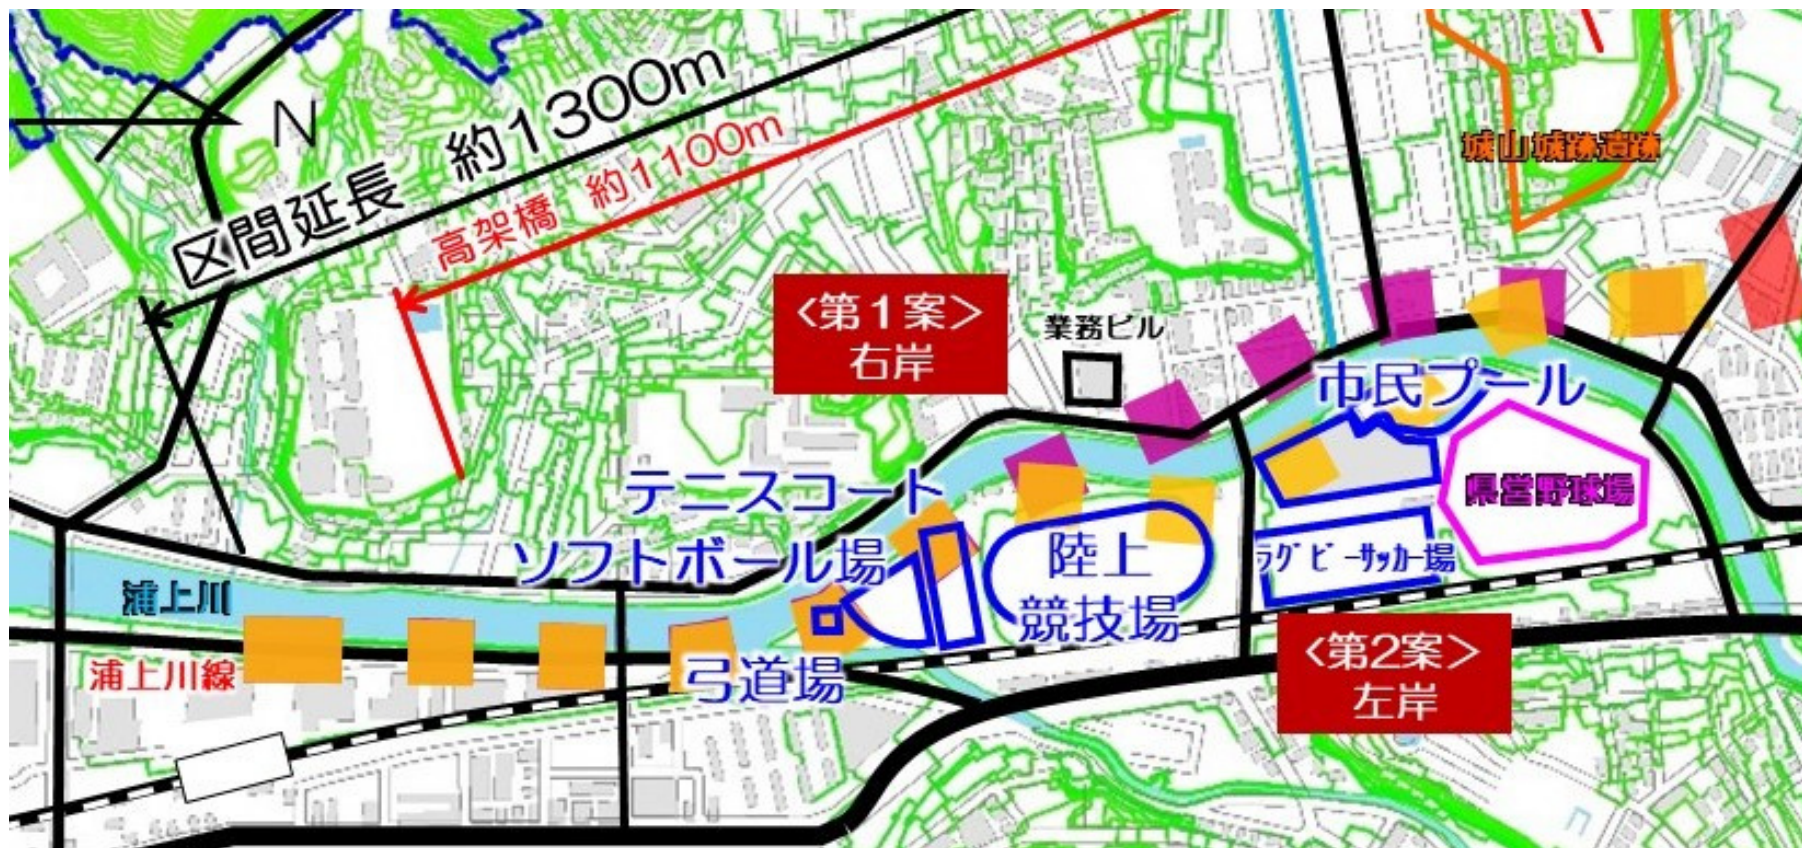 N
区間延長 約1300m
高架橋 約1100m
城山城跡遺跡
<第1案>
右岸
業務ビル
市民プール
県営野球場
テニスコート
ソフトボール場
陸上
競技場
ラグビーサッカー場
浦上川
浦上川線
弓道場
<第2案>
左岸